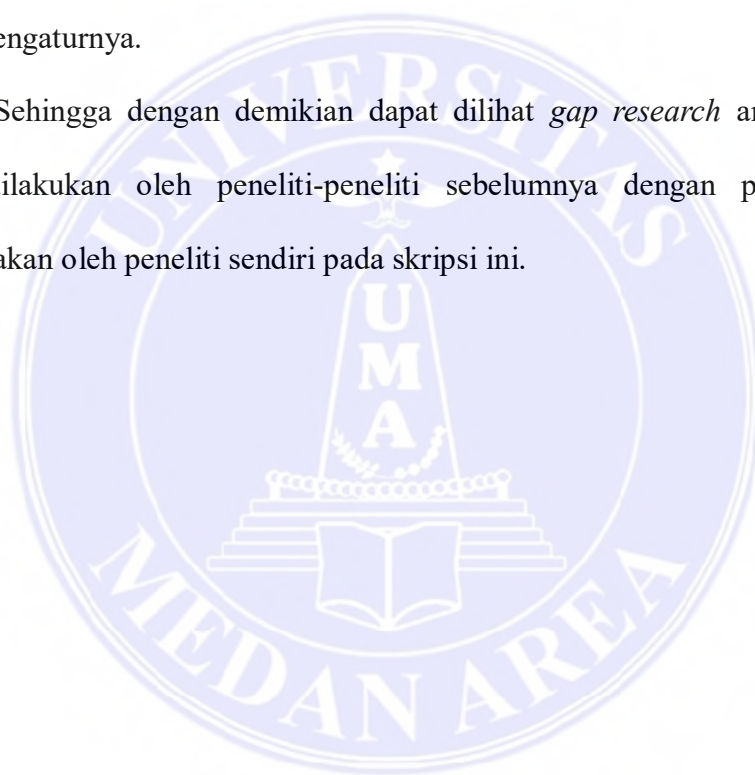 engaturnya.
Sehingga dengan demikian dapat dilihat gap research
ilakukan oleh peneliti-peneliti sebelumnya dengan
akan oleh peneliti sendiri pada skripsi ini.
UNIVERSITAS
UMA
MEDAN AREA